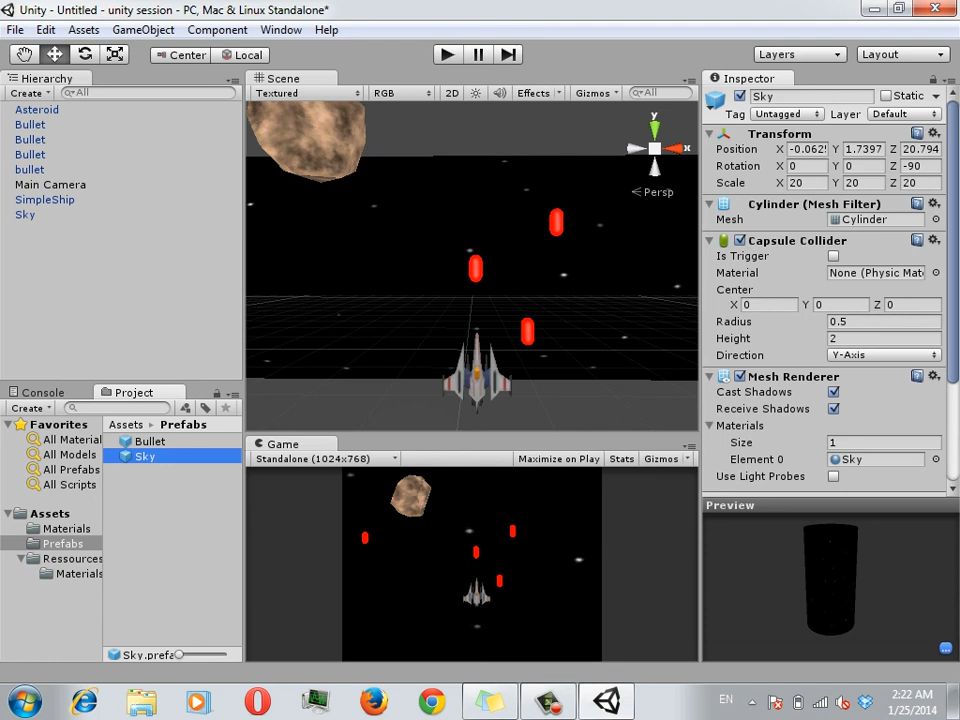 Unity - Untitled - unity session - PC, Mac & Linux Standalone*
File Edit Assets GameObject Component Window Help
Center Local Layers Layout
Hierarchy
Create All
Asteroid
Bullet
Bullet
Bullet
bullet
Main Camera
SimpleShip
Sky
Scene
Textured RGB 2D Effects Gizmos All
y
x
Persp
Console Project
Create
Favorites
All Material
All Models
All Prefabs
All Scripts
Assets
Materials
Prefabs
Ressources
Materials
Assets Prefabs
Bullet
Sky
Sky.prefa
Game
Standalone (1024x768) Maximize on Play Stats Gizmos
Inspector
Sky Static
Tag Untagged Layer Default
Transform
Position X -0.062 Y 1.7397 Z 20.794
Rotation X 0 Y 0 Z -90
Scale X 20 Y 20 Z 20
Cylinder (Mesh Filter)
Mesh Cylinder
Capsule Collider
Is Trigger
Material None (Physic Mate
Center
X 0 Y 0 Z 0
Radius 0.5
Height 2
Direction Y-Axis
Mesh Renderer
Cast Shadows
Receive Shadows
Materials
Size 1
Element 0 Sky
Use Light Probes
Preview
EN 2:22 AM
1/25/2014